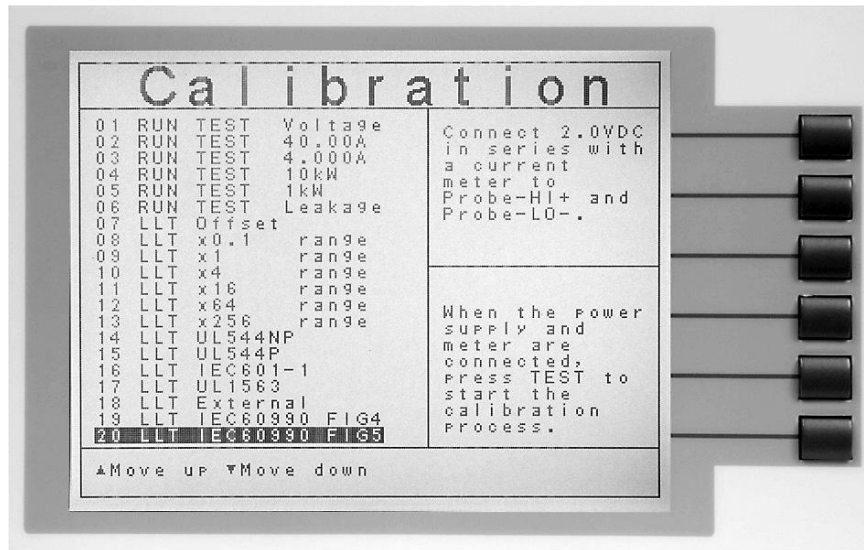 Calibration
01 RUN TEST Voltage
02 RUN TEST 40.00A
03 RUN TEST 4.000A
04 RUN TEST 10kW
05 RUN TEST 1kW
06 RUN TEST Leakage
07 LLT Offset
08 LLT x0.1 range
09 LLT x1 range
10 LLT x4 range
11 LLT x16 range
12 LLT x64 range
13 LLT x256 range
14 LLT UL544NP
15 LLT UL544P
16 LLT IEC601-1
17 LLT UL1563
18 LLT External
19 LLT IEC60990 FIG4
20 LLT IEC60990 FIG5
Connect 2.0VDC
in series with
a current
meter to
Probe-HI+ and
Probe-LO-.
When the power
supply and
meter are
connected,
press TEST to
start the
calibration
process.
▲Move up ▼Move down